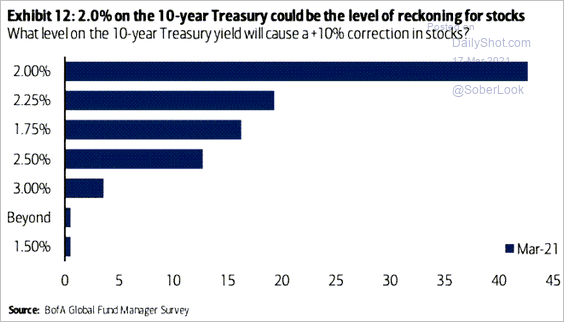 Exhibit 12: 2.0% on the 10-year Treasury could be the level of reckoning for stocks
What level on the 10-year Treasury yield will cause a +10% correction in stocks?
Posted on
DailyShot.com
17-Mar-2021
@SoberLook
2.00%
2.25%
1.75%
2.50%
3.00%
Beyond
1.50%
Mar-21
0 5 10 15 20 25 30 35 40 45
Source: BofA Global Fund Manager Survey